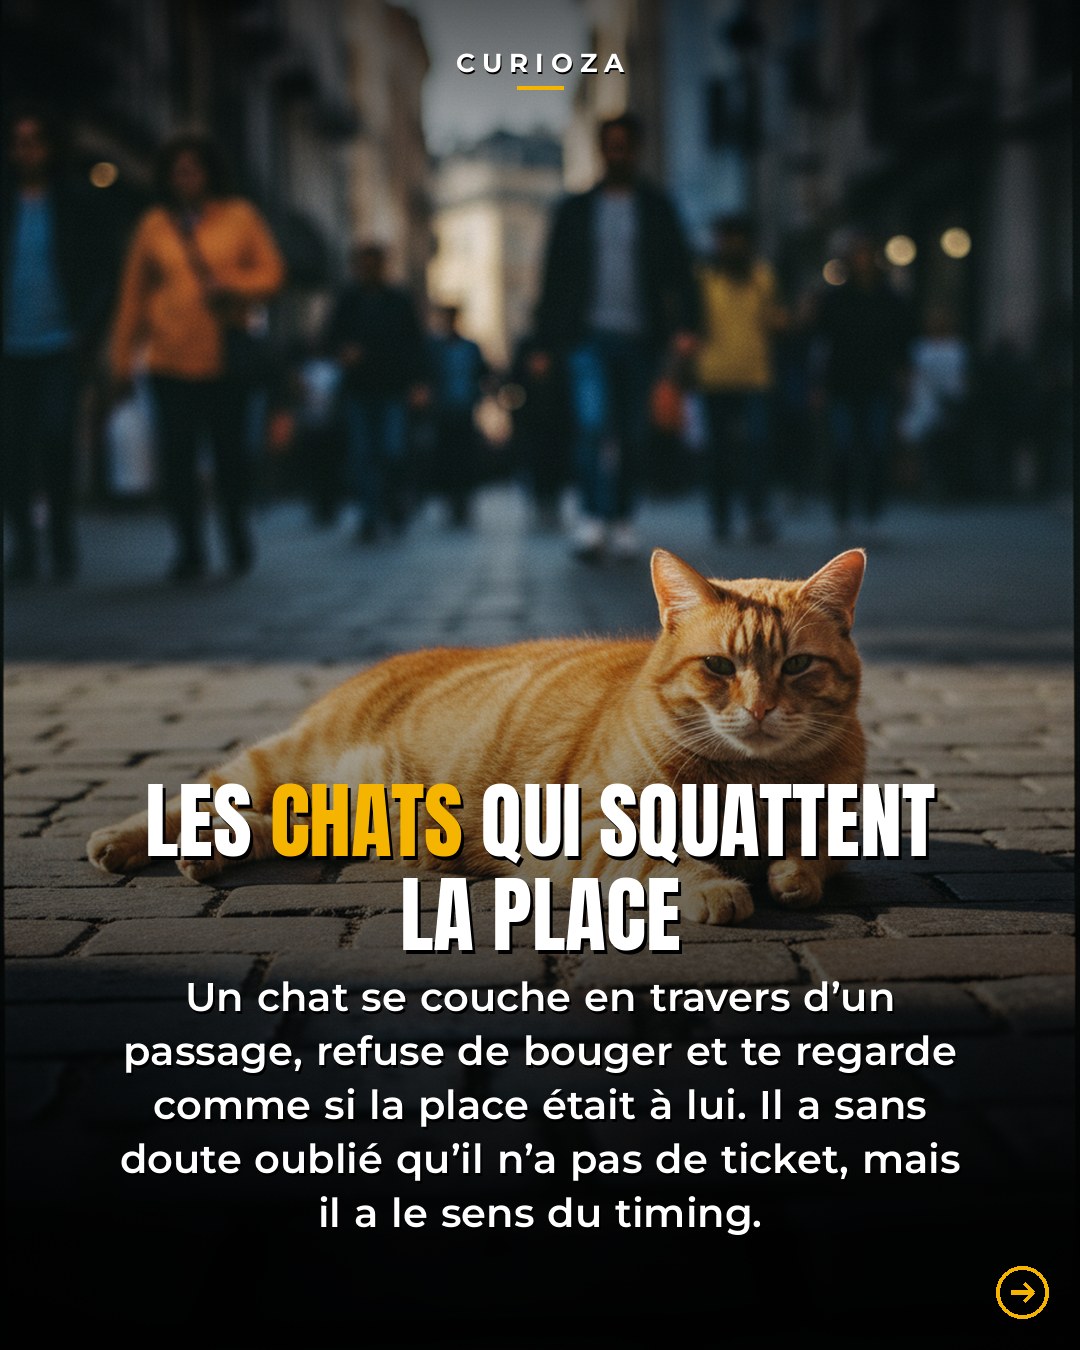 CURIOZA
LES CHATS QUI SQUATTENT
LA PLACE
Un chat se couche en travers d’un
passage, refuse de bouger et te regarde
comme si la place était à lui. Il a sans
doute oublié qu’il n’a pas de ticket, mais
il a le sens du timing.